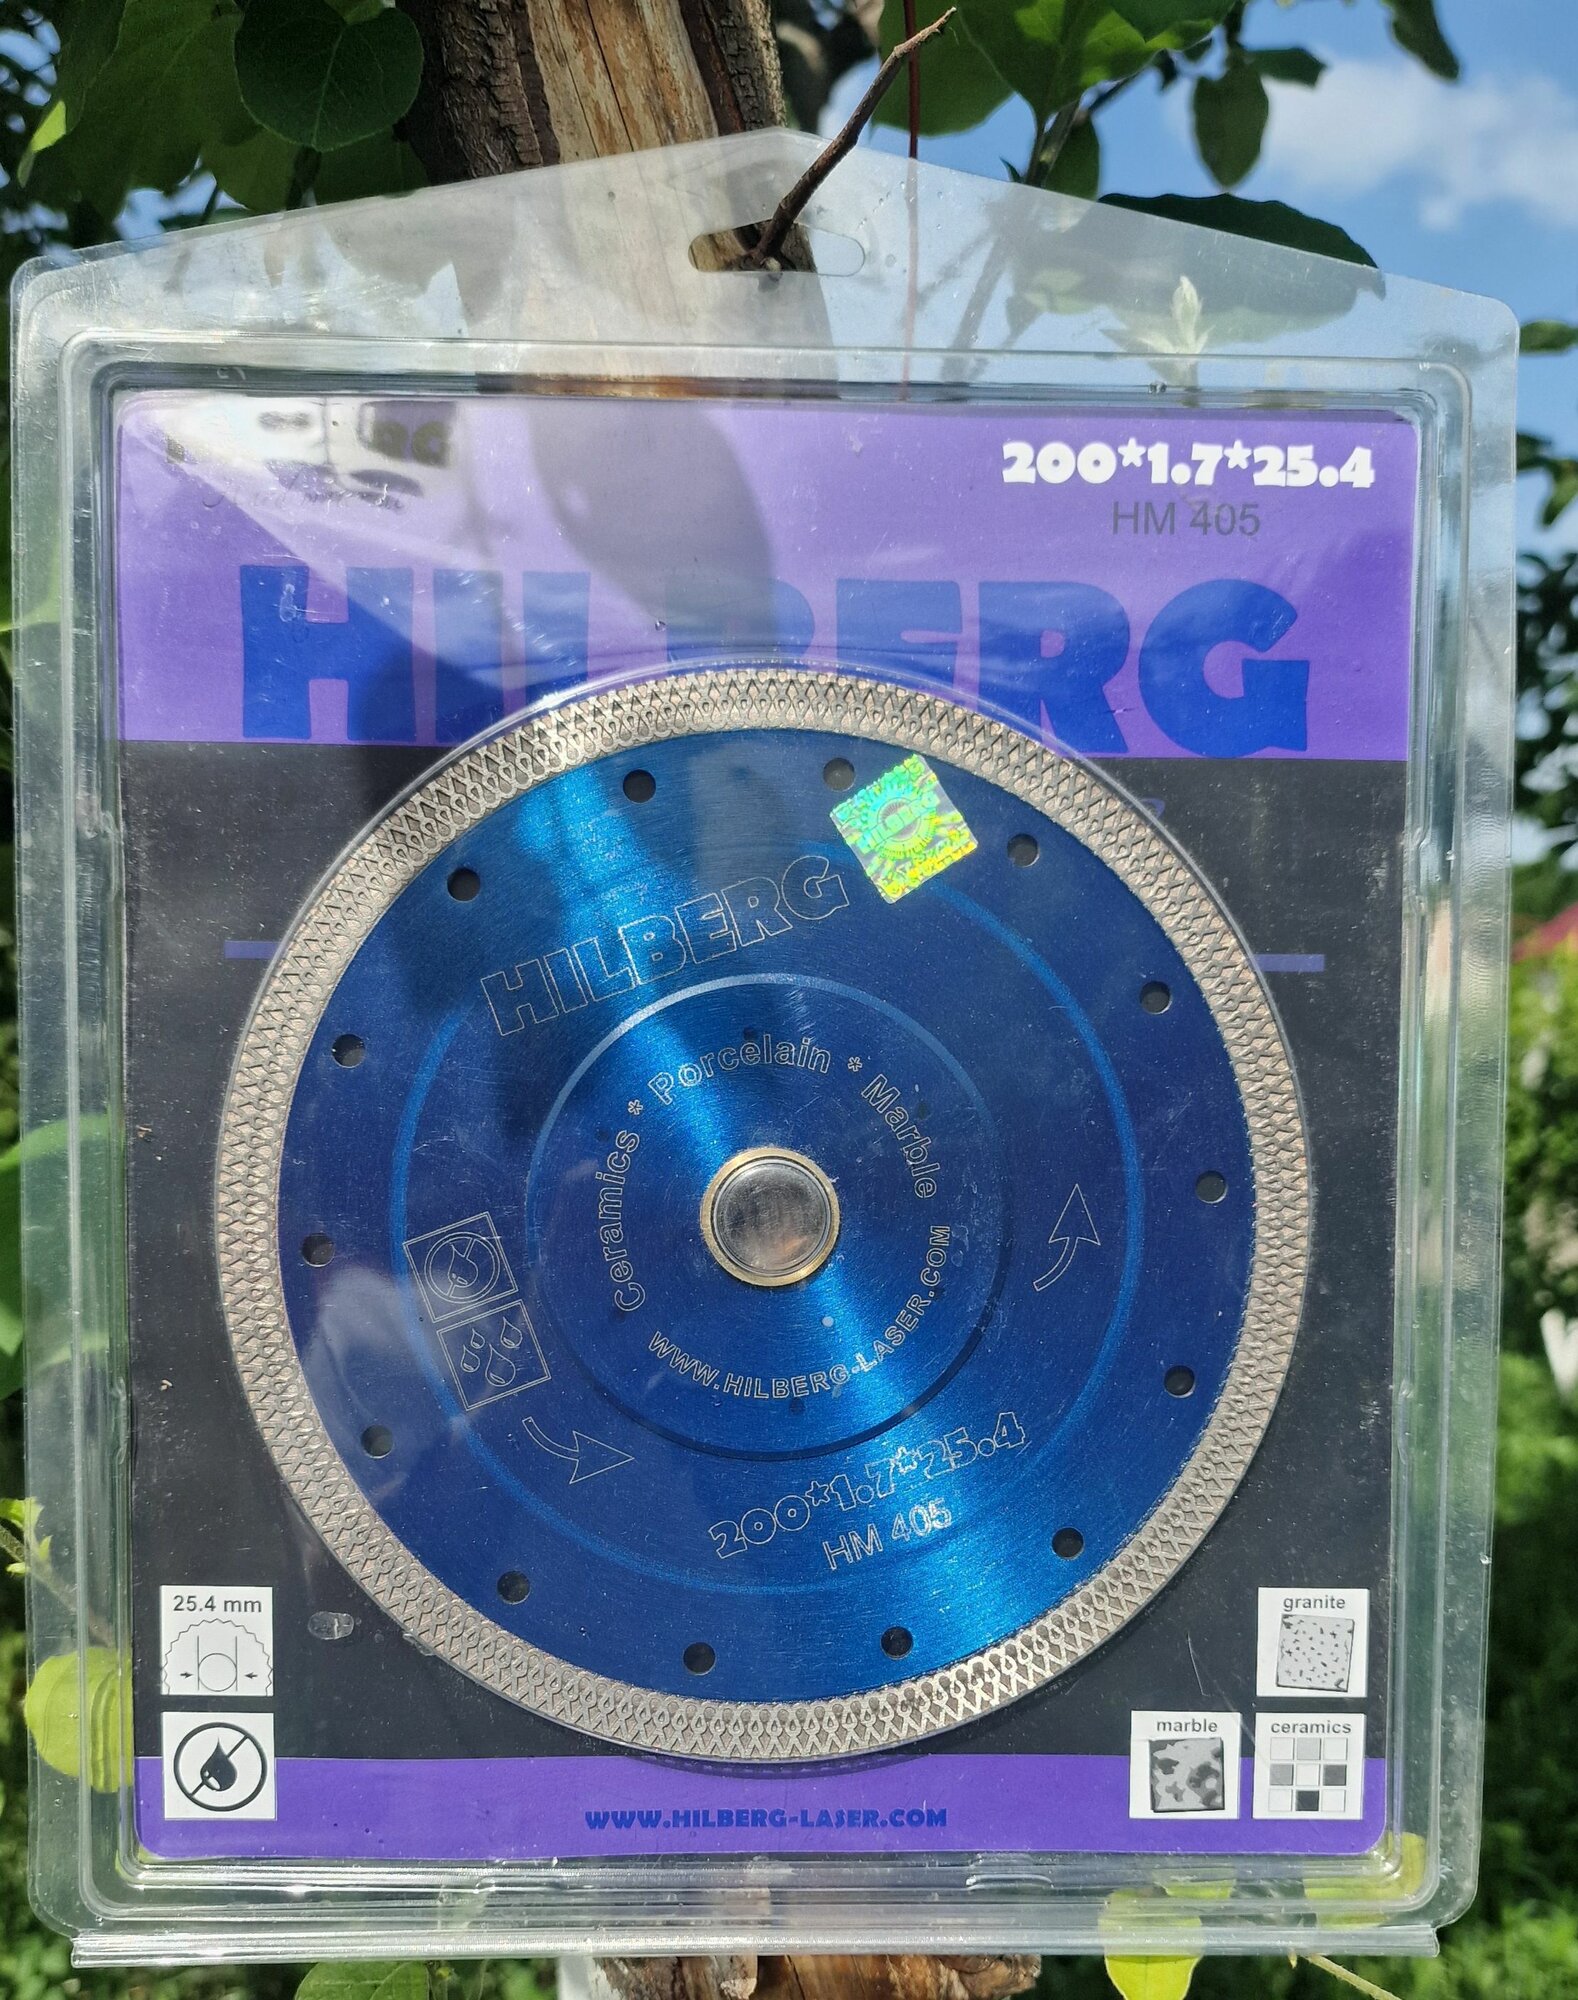 200*1.7*25.4
HM 405
HILBERG
HILBERG
HILBERG
Ceramics * Porcelain * Marble
WWW.HILBERG-LASER.COM
200*1.7*25.4
HM 405
25.4 mm
granite
marble
ceramics
WWW.HILBERG-LASER.COM